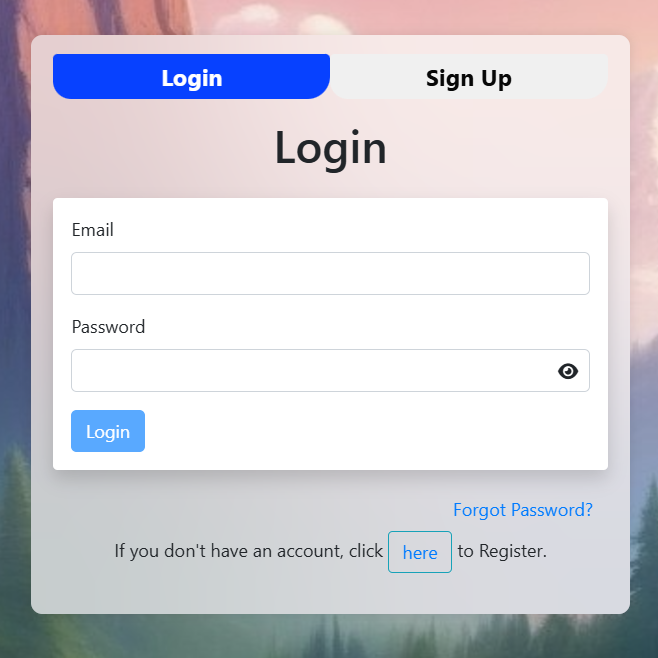 Login Sign Up
Login
Email
Password
Login
Forgot Password?
If you don't have an account, click here to Register.